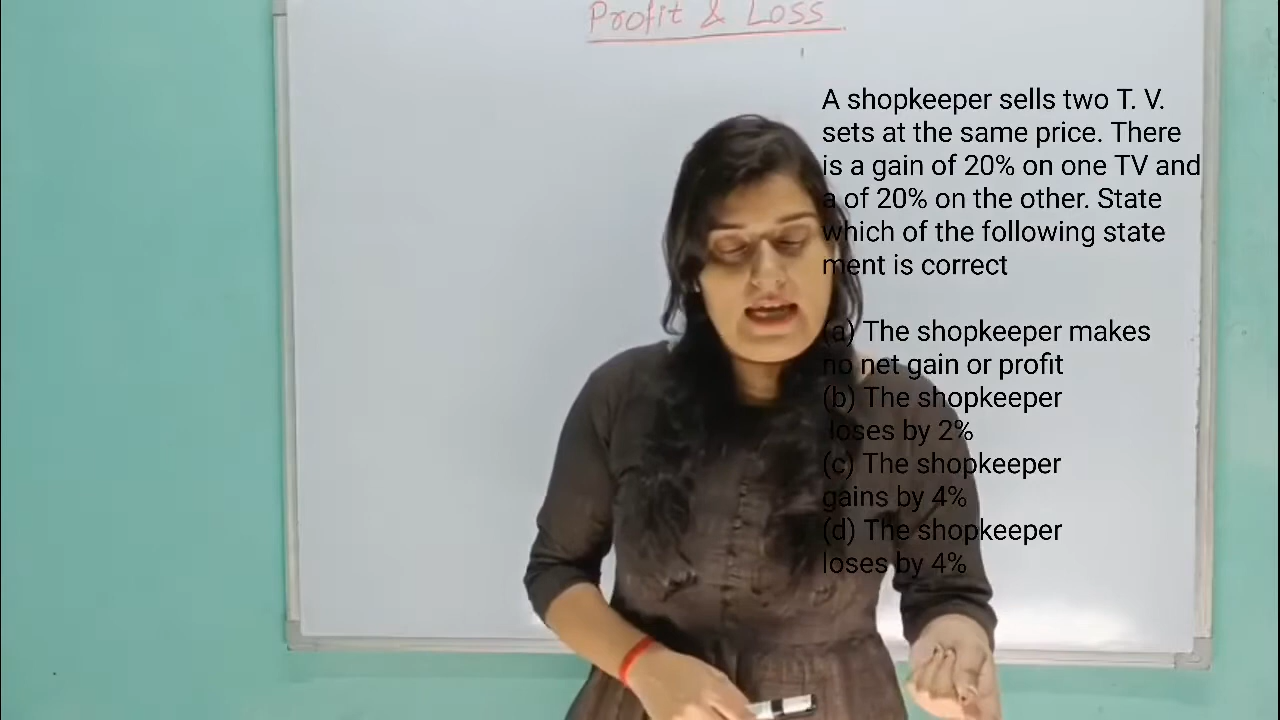 Profit & Loss
A shopkeeper sells two T. V.
sets at the same price. There
is a gain of 20% on one TV and
a of 20% on the other. State
which of the following state
ment is correct
(a) The shopkeeper makes
no net gain or profit
(b) The shopkeeper
loses by 2%
(c) The shopkeeper
gains by 4%
(d) The shopkeeper
loses by 4%